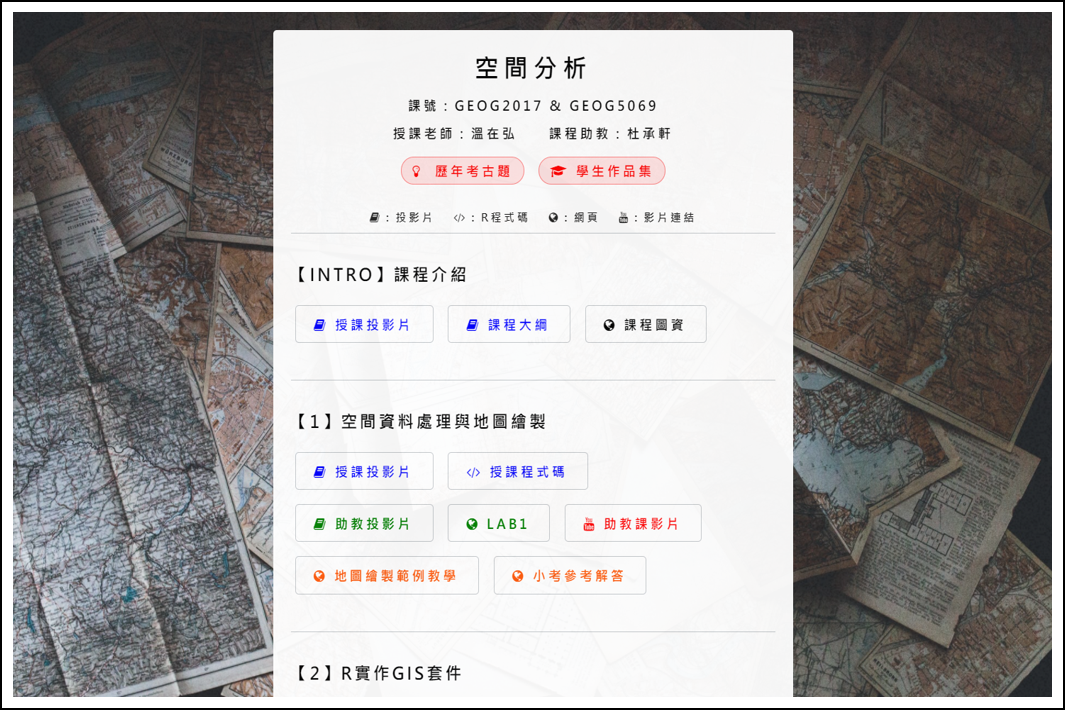 空間分析
課號：GEOG2017 & GEOG5069
授課老師：溫在弘 課程助教：杜承軒
歷年考古題 學生作品集
：投影片 </>：R程式碼 ：網頁 ：影片連結
【INTRO】課程介紹
授課投影片 課程大綱 課程圖資
【1】空間資料處理與地圖繪製
授課投影片 </> 授課程式碼
助教投影片 LAB1 助教課影片
地圖繪製範例教學 小考參考解答
【2】R實作GIS套件